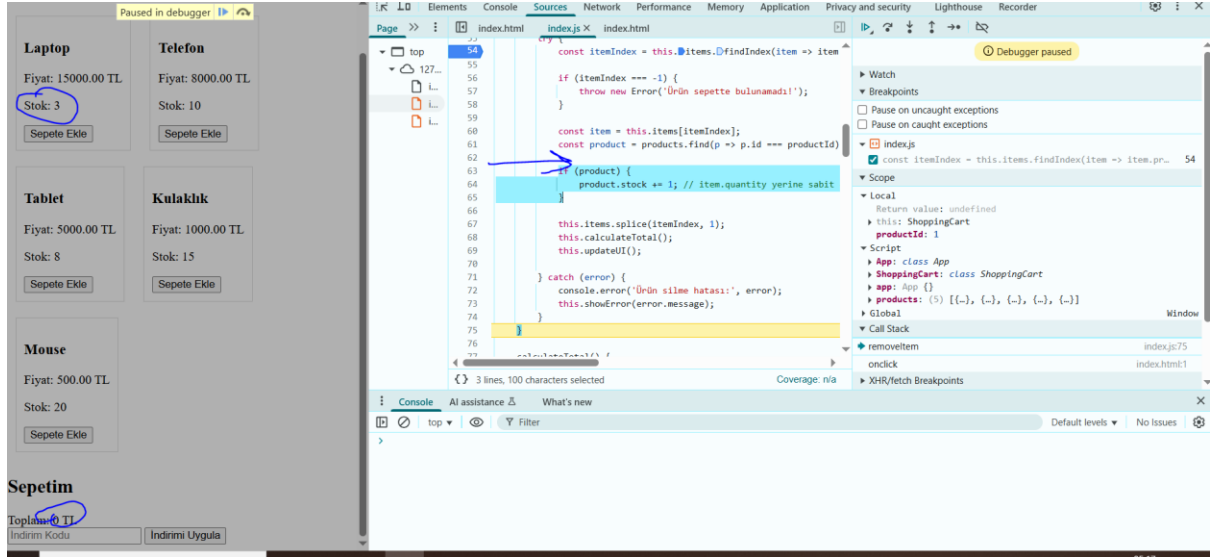 Paused in debugger
Laptop
Fiyat: 15000.00 TL
Stok: 3
Sepete Ekle
Telefon
Fiyat: 8000.00 TL
Stok: 10
Sepete Ekle
Tablet
Fiyat: 5000.00 TL
Stok: 8
Sepete Ekle
Kulaklık
Fiyat: 1000.00 TL
Stok: 15
Sepete Ekle
Mouse
Fiyat: 500.00 TL
Stok: 20
Sepete Ekle
Sepetim
Toplam: 0 TL
Indirim Kodu
Indirimi Uygula
Elements Console Sources Network Performance Memory Application Privacy and security Lighthouse Recorder
Page
top
127...
i...
i...
i...
index.html index.js index.html
try {
54 const itemIndex = this.items.findIndex(item => item
55
56 if (itemIndex === -1) {
57 throw new Error('Ürün sepette bulunamadı!');
58 }
59
60 const item = this.items[itemIndex];
61 const product = products.find(p => p.id === productId)
62
63 if (product) {
64 product.stock += 1; // item.quantity yerine sabit
65 }
66
67 this.items.splice(itemIndex, 1);
68 this.calculateTotal();
69 this.updateUI();
70
71 } catch (error) {
72 console.error('Ürün silme hatası:', error);
73 this.showError(error.message);
74 }
75 }
76
77 calculateTotal() {
{} 3 lines, 100 characters selected Coverage: n/a
Debugger paused
Watch
Breakpoints
Pause on uncaught exceptions
Pause on caught exceptions
index.js
const itemIndex = this.items.findIndex(item => item.pr... 54
Scope
Local
Return value: undefined
this: ShoppingCart
productId: 1
Script
App: class App
ShoppingCart: class ShoppingCart
app: App {}
products: (5) [{…}, {…}, {…}, {…}, {…}]
Global Window
Call Stack
removeItem index.js:75
onclick index.html:1
XHR/fetch Breakpoints
Console AI assistance What's new
top Filter Default levels No Issues